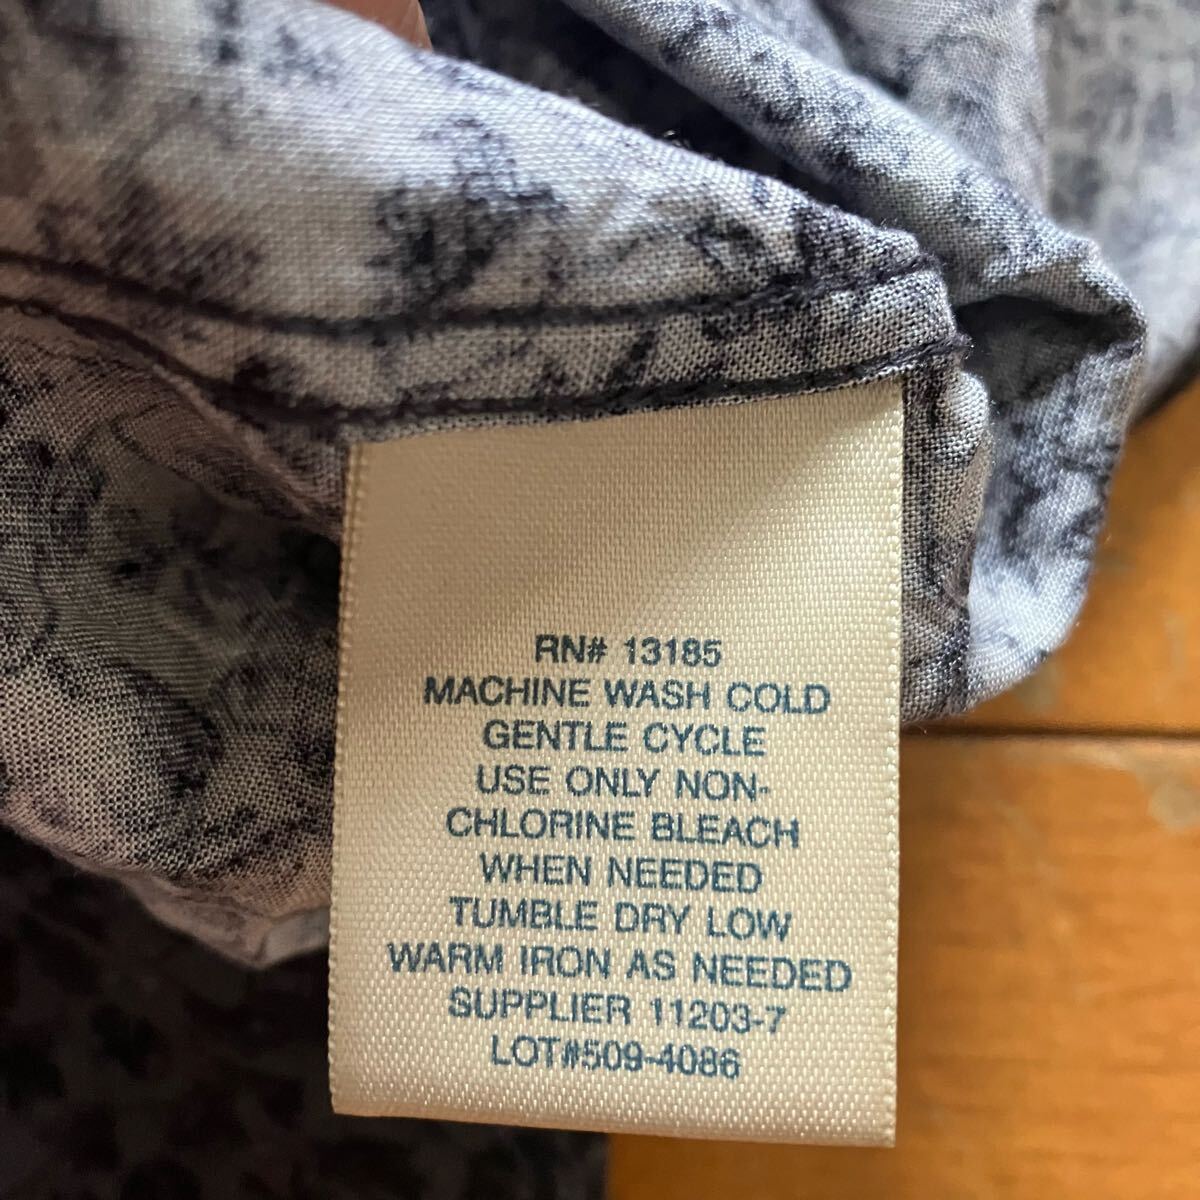 RN# 13185
MACHINE WASH COLD
GENTLE CYCLE
USE ONLY NON-
CHLORINE BLEACH
WHEN NEEDED
TUMBLE DRY LOW
WARM IRON AS NEEDED
SUPPLIER 11203-7
LOT#509-4086